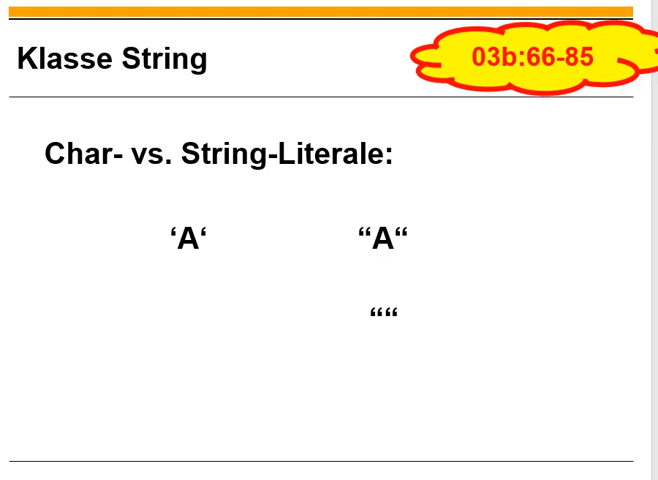 Klasse String
03b:66-85
Char- vs. String-Literale:
‘A‘ “A“
““